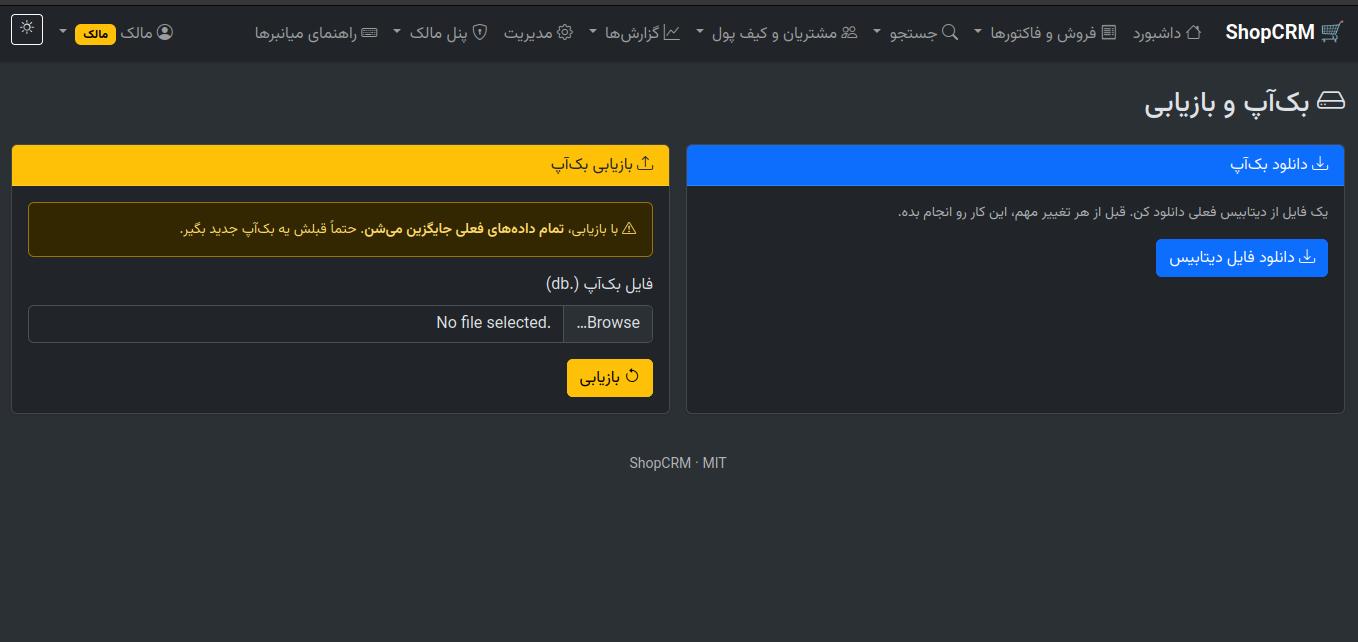 ShopCRM
داشبورد
فروش و فاکتورها
جستجو
مشتریان و کیف پول
گزارش‌ها
مدیریت
پنل مالک
راهنمای میانبرها
مالک مالک
بک‌آپ و بازیابی
دانلود بک‌آپ
یک فایل از دیتابیس فعلی دانلود کن. قبل از هر تغییر مهم، این کار رو انجام بده.
دانلود فایل دیتابیس
بازیابی بک‌آپ
با بازیابی، تمام داده‌های فعلی جایگزین می‌شن. حتماً قبلش یه بک‌آپ جدید بگیر.
فایل بک‌آپ (.db)
Browse… No file selected.
بازیابی
ShopCRM · MIT